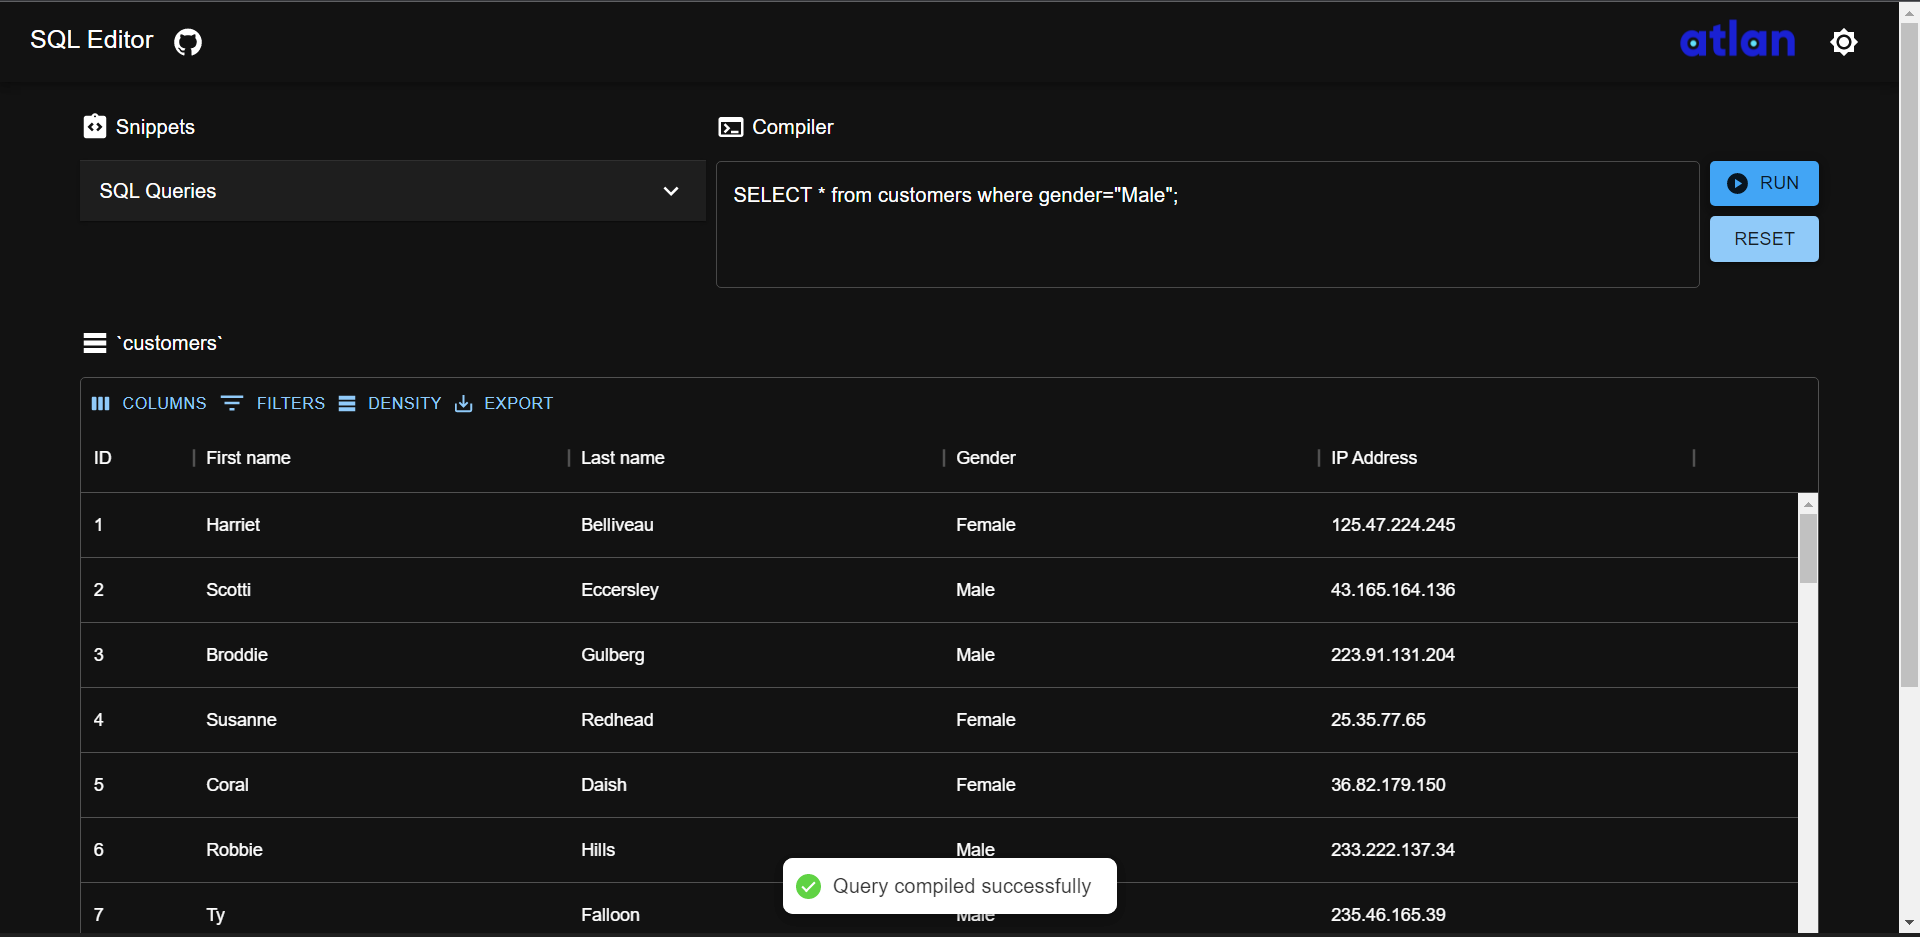 SQL Editor
atlan
Snippets
Compiler
SQL Queries
SELECT * from customers where gender="Male";
RUN
RESET
`customers`
COLUMNS FILTERS DENSITY EXPORT
ID First name Last name Gender IP Address
1 Harriet Belliveau Female 125.47.224.245
2 Scotti Eccersley Male 43.165.164.136
3 Broddie Gulberg Male 223.91.131.204
4 Susanne Redhead Female 25.35.77.65
5 Coral Daish Female 36.82.179.150
6 Robbie Hills Male 233.222.137.34
Query compiled successfully
7 Ty Falloon Male 235.46.165.39